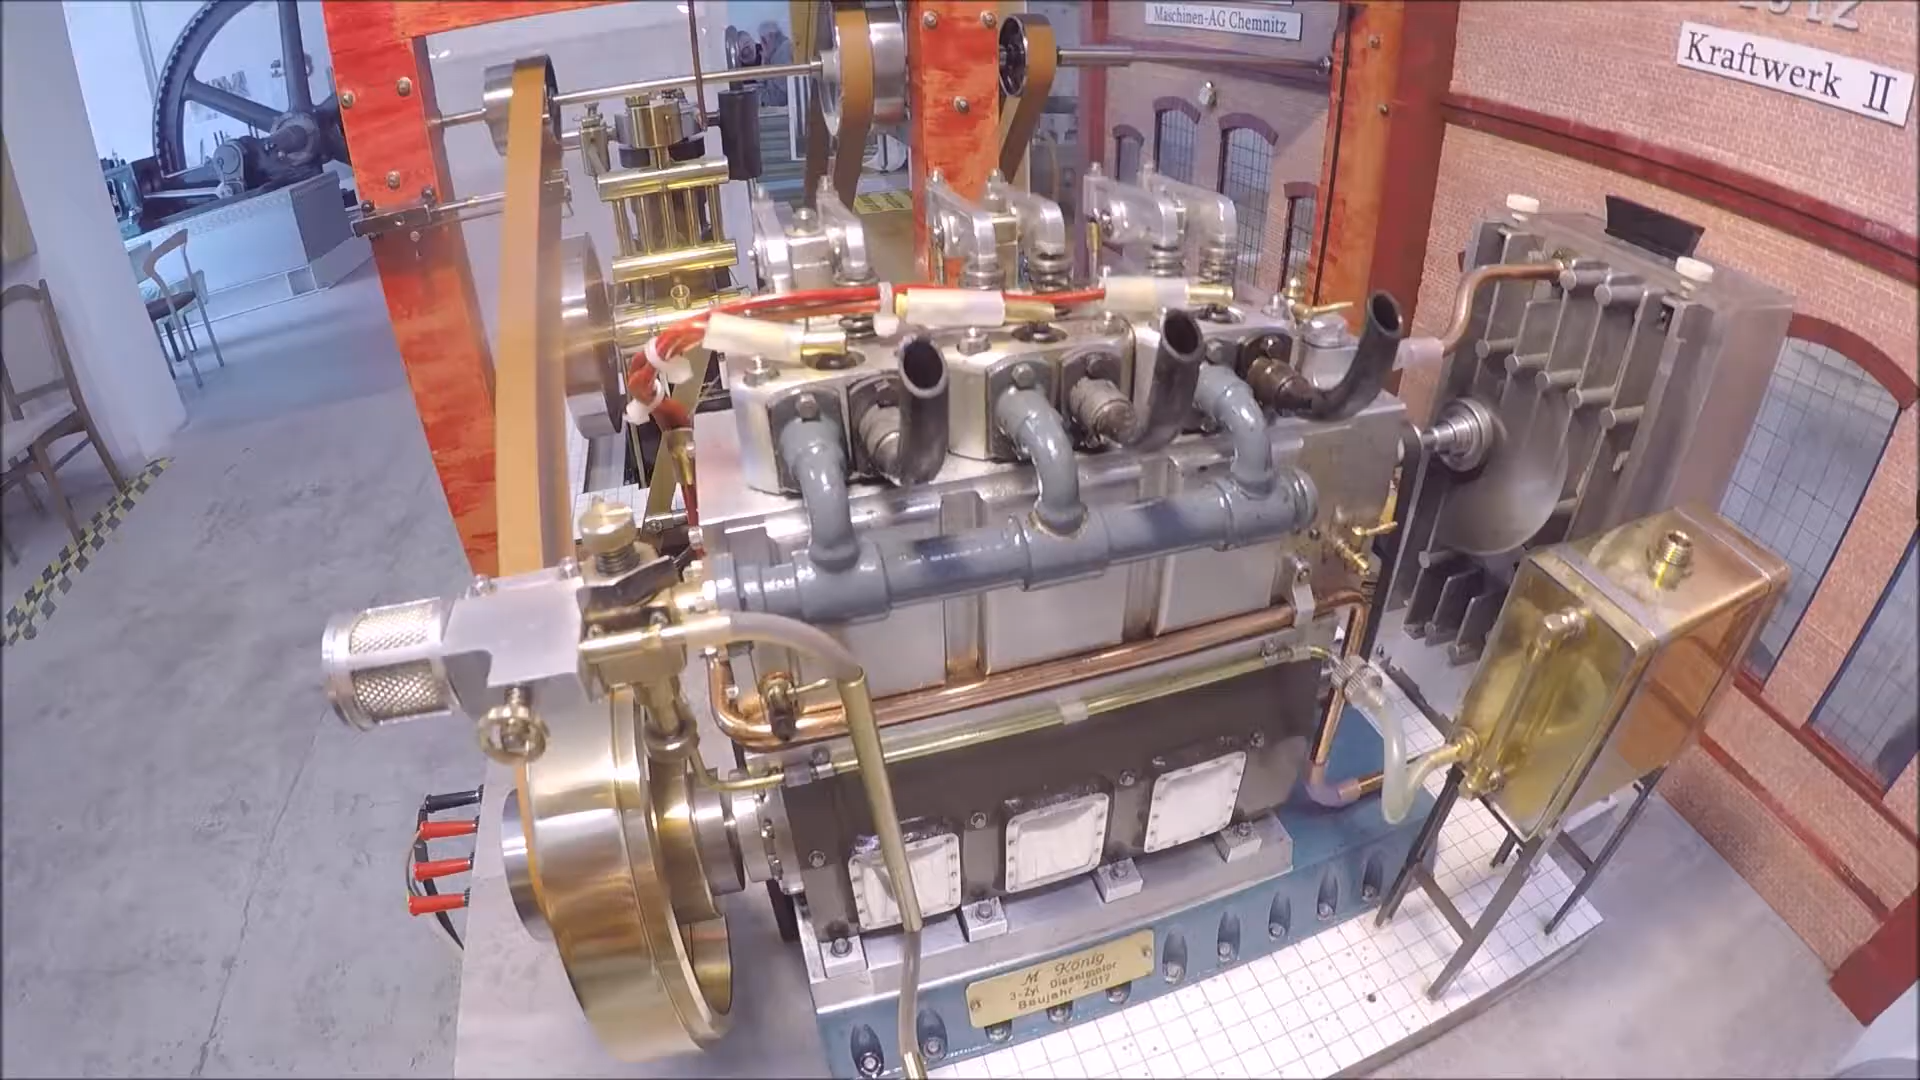 Maschinen-AG Chemnitz
Kraftwerk II
M König
3-Zyl Dieselmotor
Baujahr 2017